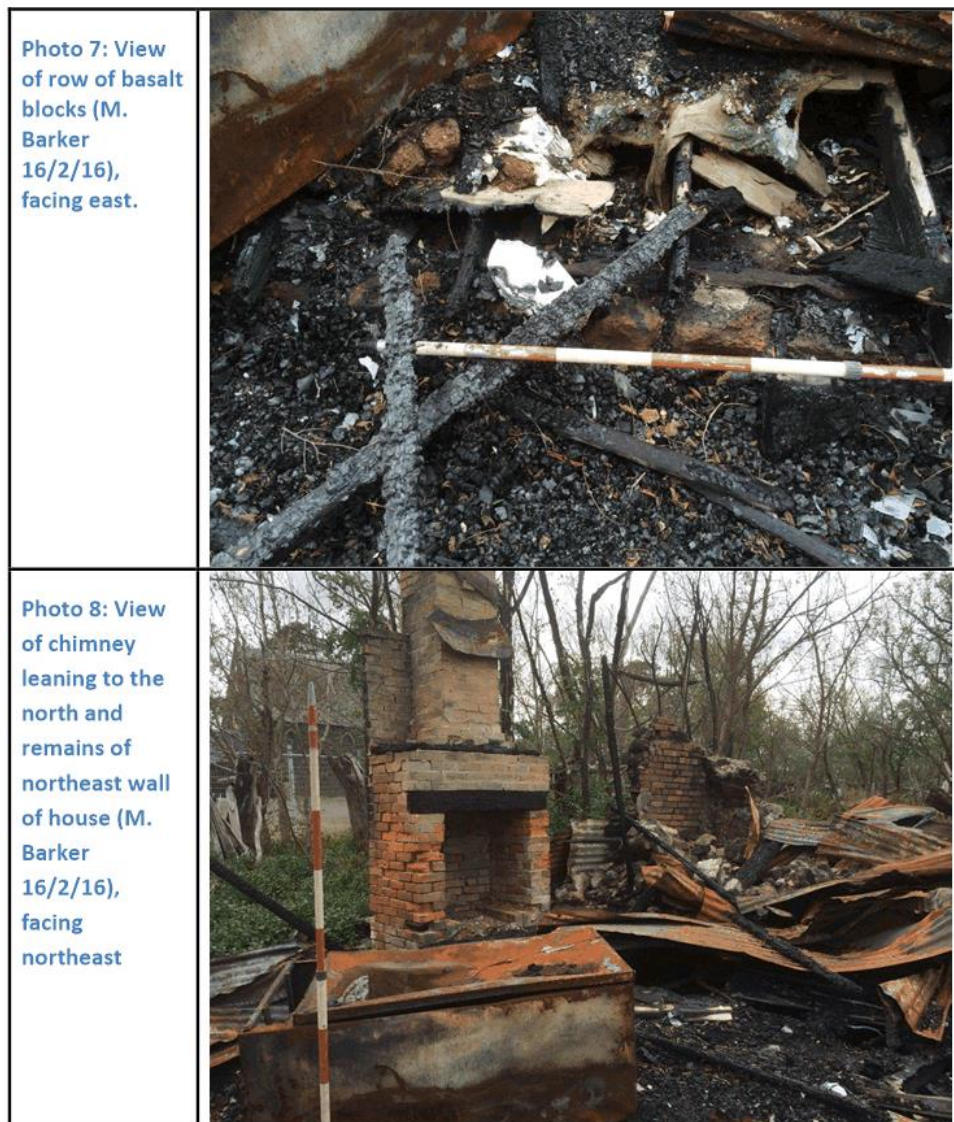 Photo 7: View
of row of basalt
blocks (M.
Barker
16/2/16),
facing east.
Photo 8: View
of chimney
leaning to the
north and
remains of
northeast wall
of house (M.
Barker
16/2/16),
facing
northeast